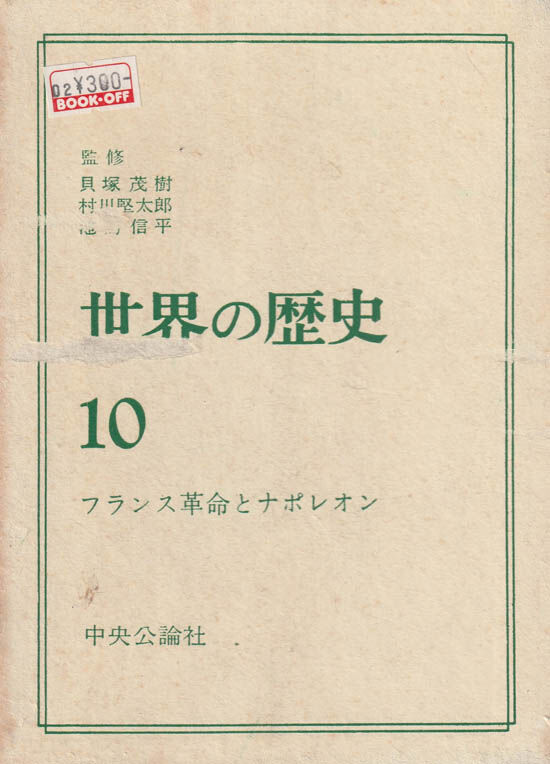 02¥300-
BOOK・OFF
監修
貝塚茂樹
村川堅太郎
信平
世界の歴史
10
フランス革命とナポレオン
中央公論社